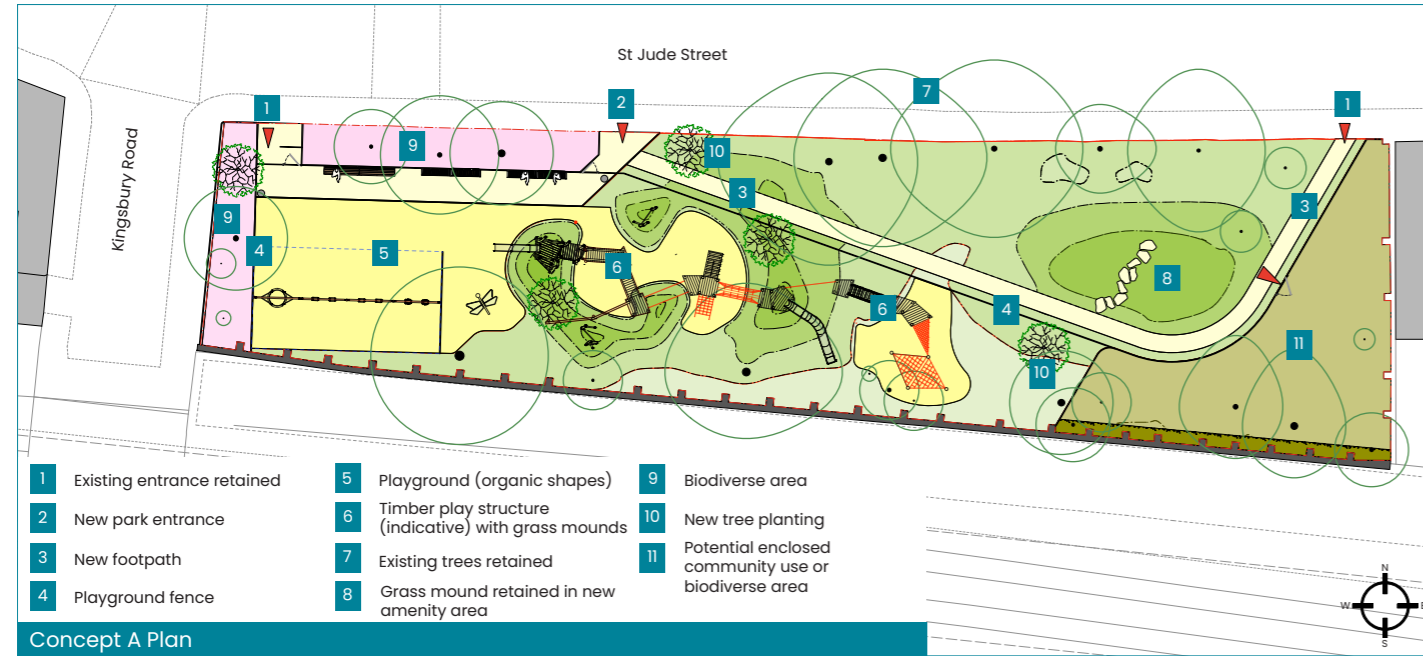 St Jude Street
Kingsbury Road
1
2
7
1
9
10
3
9
4
5
6
3
8
6
4
11
10
1 Existing entrance retained
2 New park entrance
3 New footpath
4 Playground fence
5 Playground (organic shapes)
6 Timber play structure
(indicative) with grass mounds
7 Existing trees retained
8 Grass mound retained in new
amenity area
9 Biodiverse area
10 New tree planting
11 Potential enclosed
community use or
biodiverse area
N
W E
S
Concept A Plan